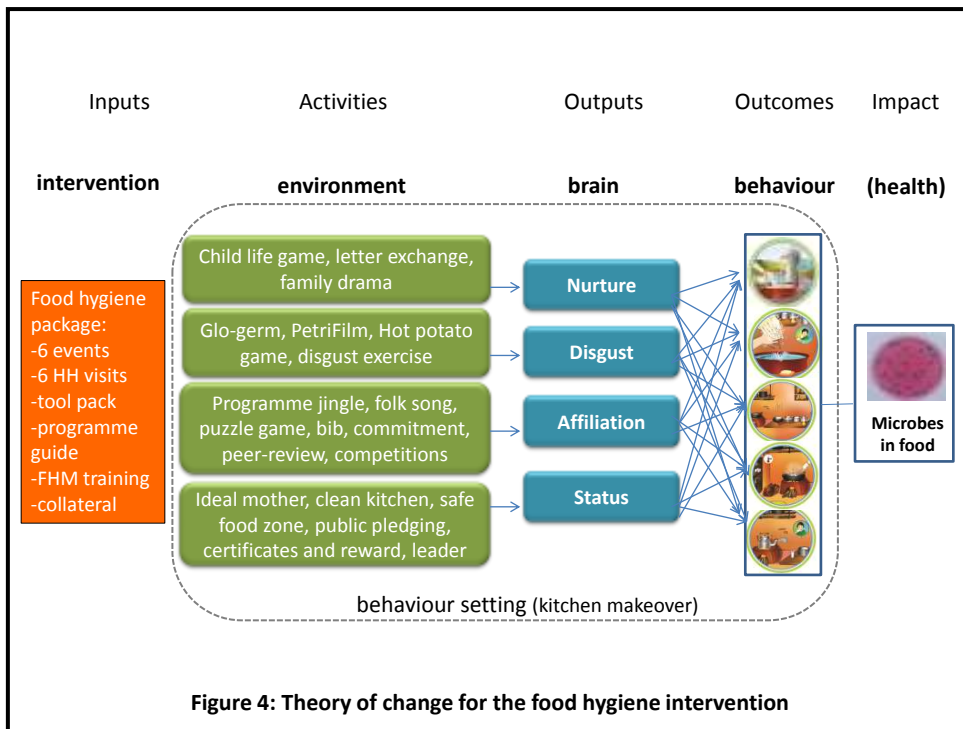 Inputs Activities Outputs Outcomes Impact
intervention environment brain behaviour (health)
Food hygiene
package:
-6 events
-6 HH visits
-tool pack
-programme
guide
-FHM training
-collateral
Child life game, letter exchange,
family drama
Glo-germ, PetriFilm, Hot potato
game, disgust exercise
Programme jingle, folk song,
puzzle game, bib, commitment,
peer-review, competitions
Ideal mother, clean kitchen, safe
food zone, public pledging,
certificates and reward, leader
Nurture
Disgust
Affiliation
Status
Microbes
in food
behaviour setting (kitchen makeover)
Figure 4: Theory of change for the food hygiene intervention